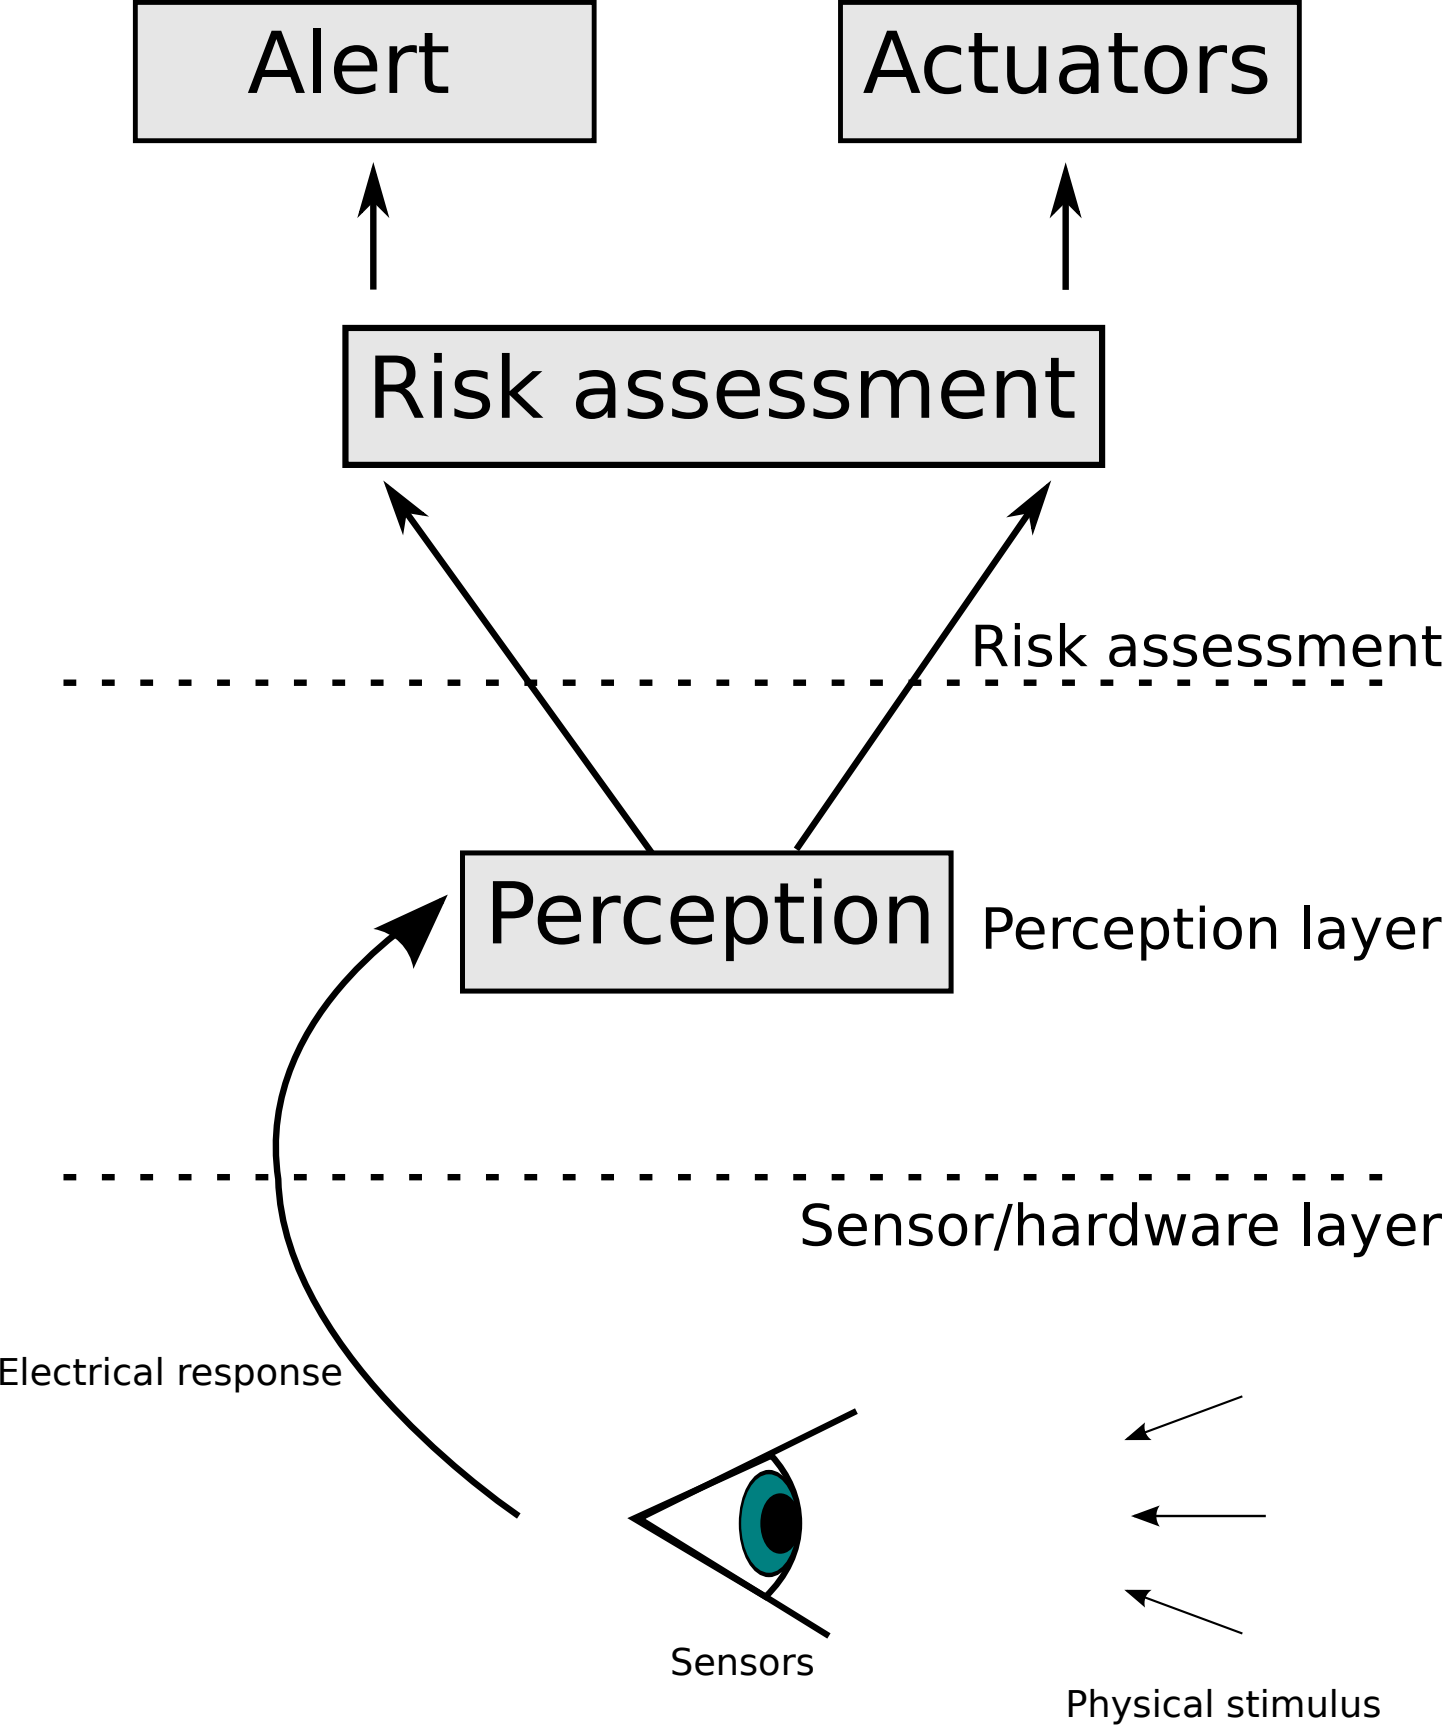 Alert
Actuators
Risk assessment
Risk assessment
Perception
Perception layer
Sensor/hardware layer
Electrical response
Sensors
Physical stimulus